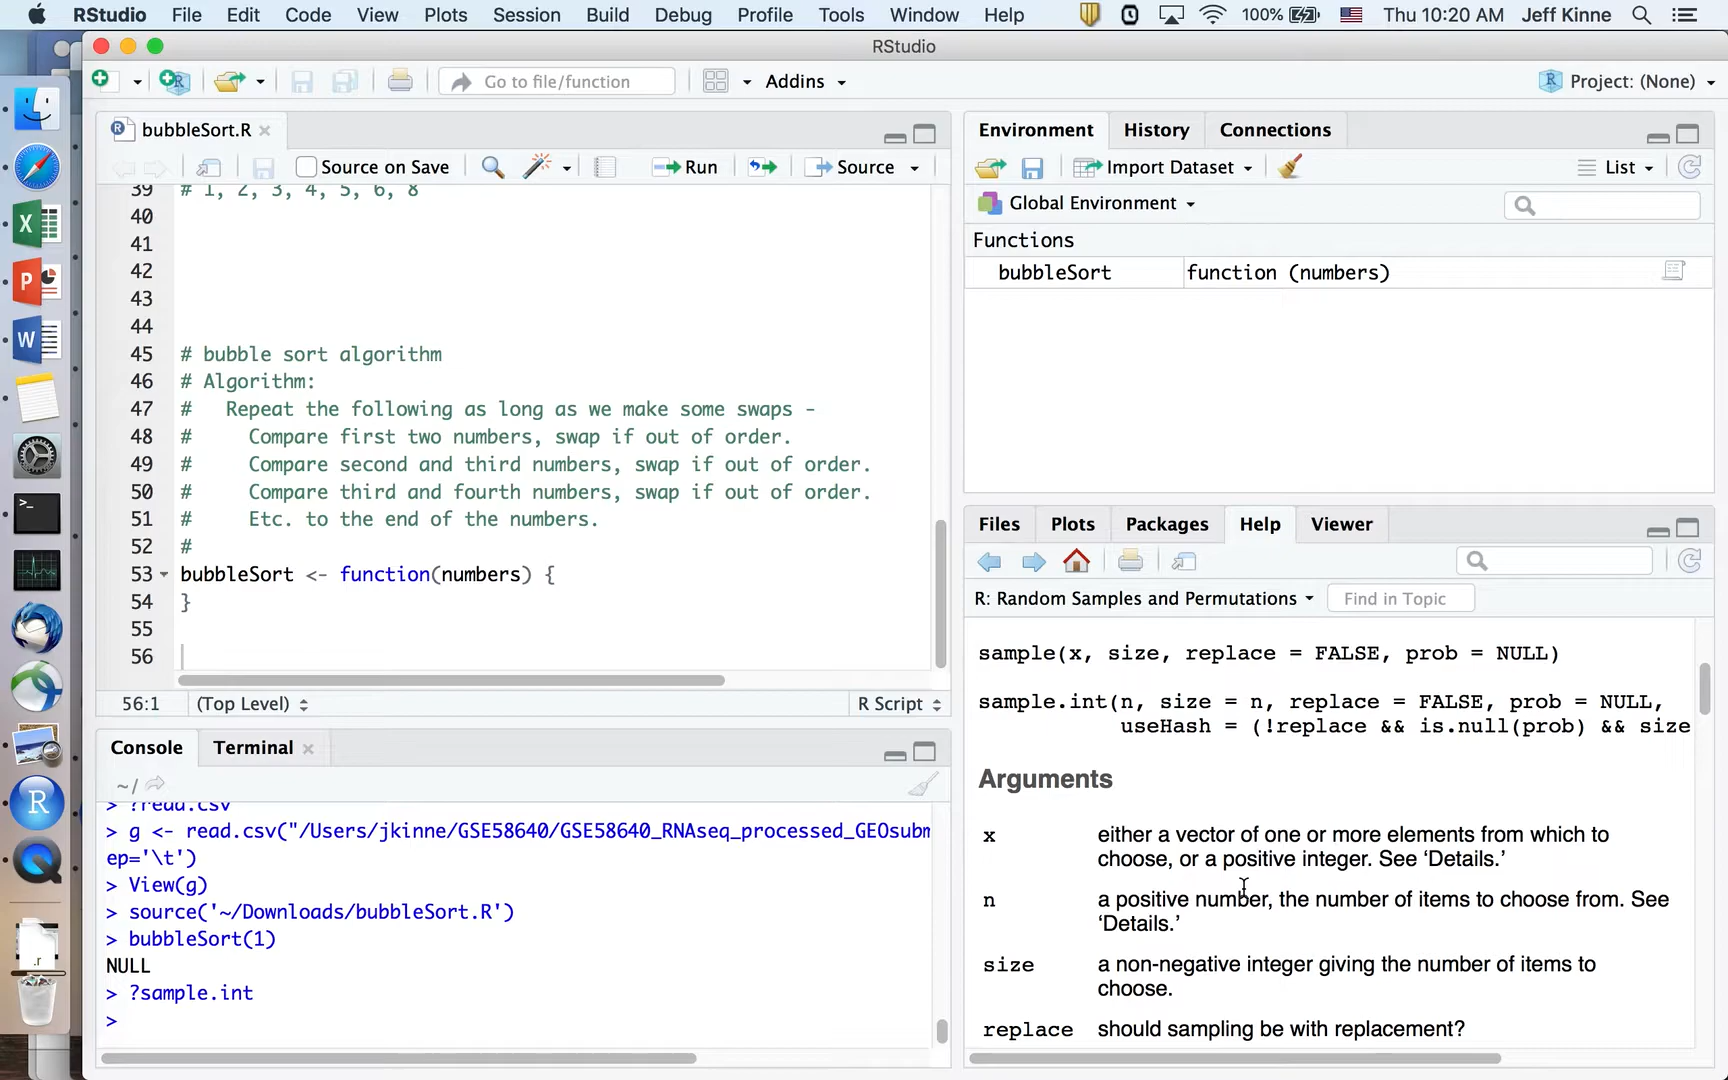 RStudio File Edit Code View Plots Session Build Debug Profile Tools Window Help 100% Thu 10:20 AM Jeff Kinne
RStudio
Go to file/function Addins Project: (None)
bubbleSort.R
Source on Save Run Source
39 # 1, 2, 3, 4, 5, 6, 8
40
41
42
43
44
45 # bubble sort algorithm
46 # Algorithm:
47 # Repeat the following as long as we make some swaps -
48 # Compare first two numbers, swap if out of order.
49 # Compare second and third numbers, swap if out of order.
50 # Compare third and fourth numbers, swap if out of order.
51 # Etc. to the end of the numbers.
52 #
53 bubbleSort <- function(numbers) {
54 }
55
56
56:1 (Top Level) R Script
Console Terminal
~/
> ?read.csv
> g <- read.csv("/Users/jkinne/GSE58640/GSE58640_RNAseq_processed_GEOsubm
ep='\t')
> View(g)
> source('~/Downloads/bubbleSort.R')
> bubbleSort(1)
NULL
> ?sample.int
>
Environment History Connections
Import Dataset List
Global Environment
Functions
bubbleSort function (numbers)
Files Plots Packages Help Viewer
R: Random Samples and Permutations Find in Topic
sample(x, size, replace = FALSE, prob = NULL)
sample.int(n, size = n, replace = FALSE, prob = NULL,
useHash = (!replace && is.null(prob) && size
Arguments
x either a vector of one or more elements from which to
choose, or a positive integer. See ‘Details.’
n a positive number, the number of items to choose from. See
‘Details.’
size a non-negative integer giving the number of items to
choose.
replace should sampling be with replacement?